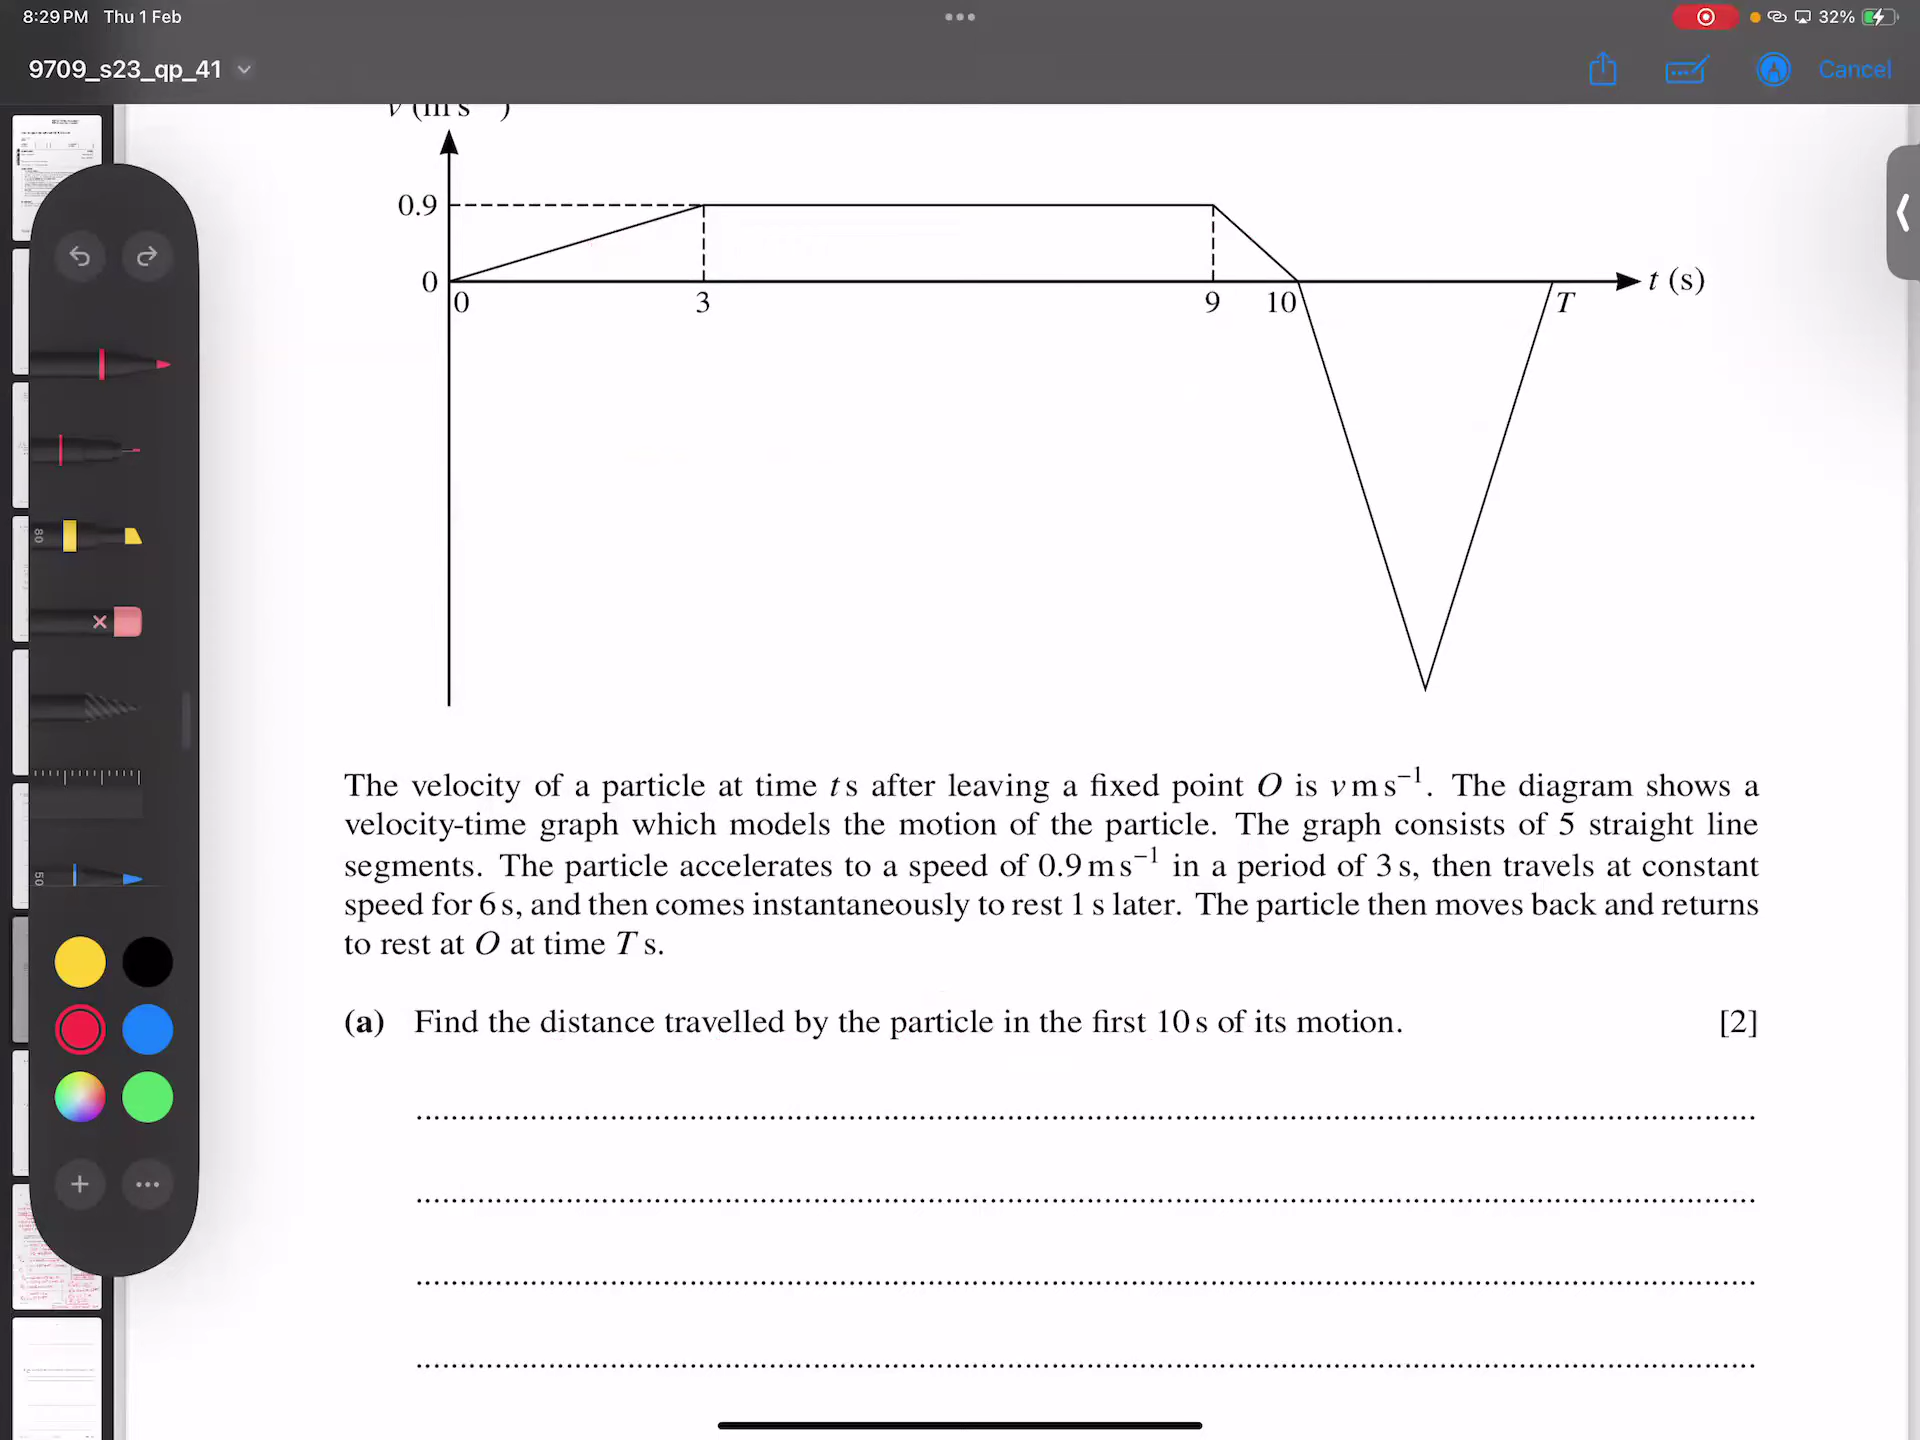 8:29 PM Thu 1 Feb
32%
9709_s23_qp_41
Cancel
v (m s )
0.9
0
0
3
9
10
T
t (s)
80
50
The velocity of a particle at time t s after leaving a fixed point O is v m s⁻¹. The diagram shows a
velocity-time graph which models the motion of the particle. The graph consists of 5 straight line
segments. The particle accelerates to a speed of 0.9 m s⁻¹ in a period of 3 s, then travels at constant
speed for 6 s, and then comes instantaneously to rest 1 s later. The particle then moves back and returns
to rest at O at time T s.
(a) Find the distance travelled by the particle in the first 10 s of its motion. [2]